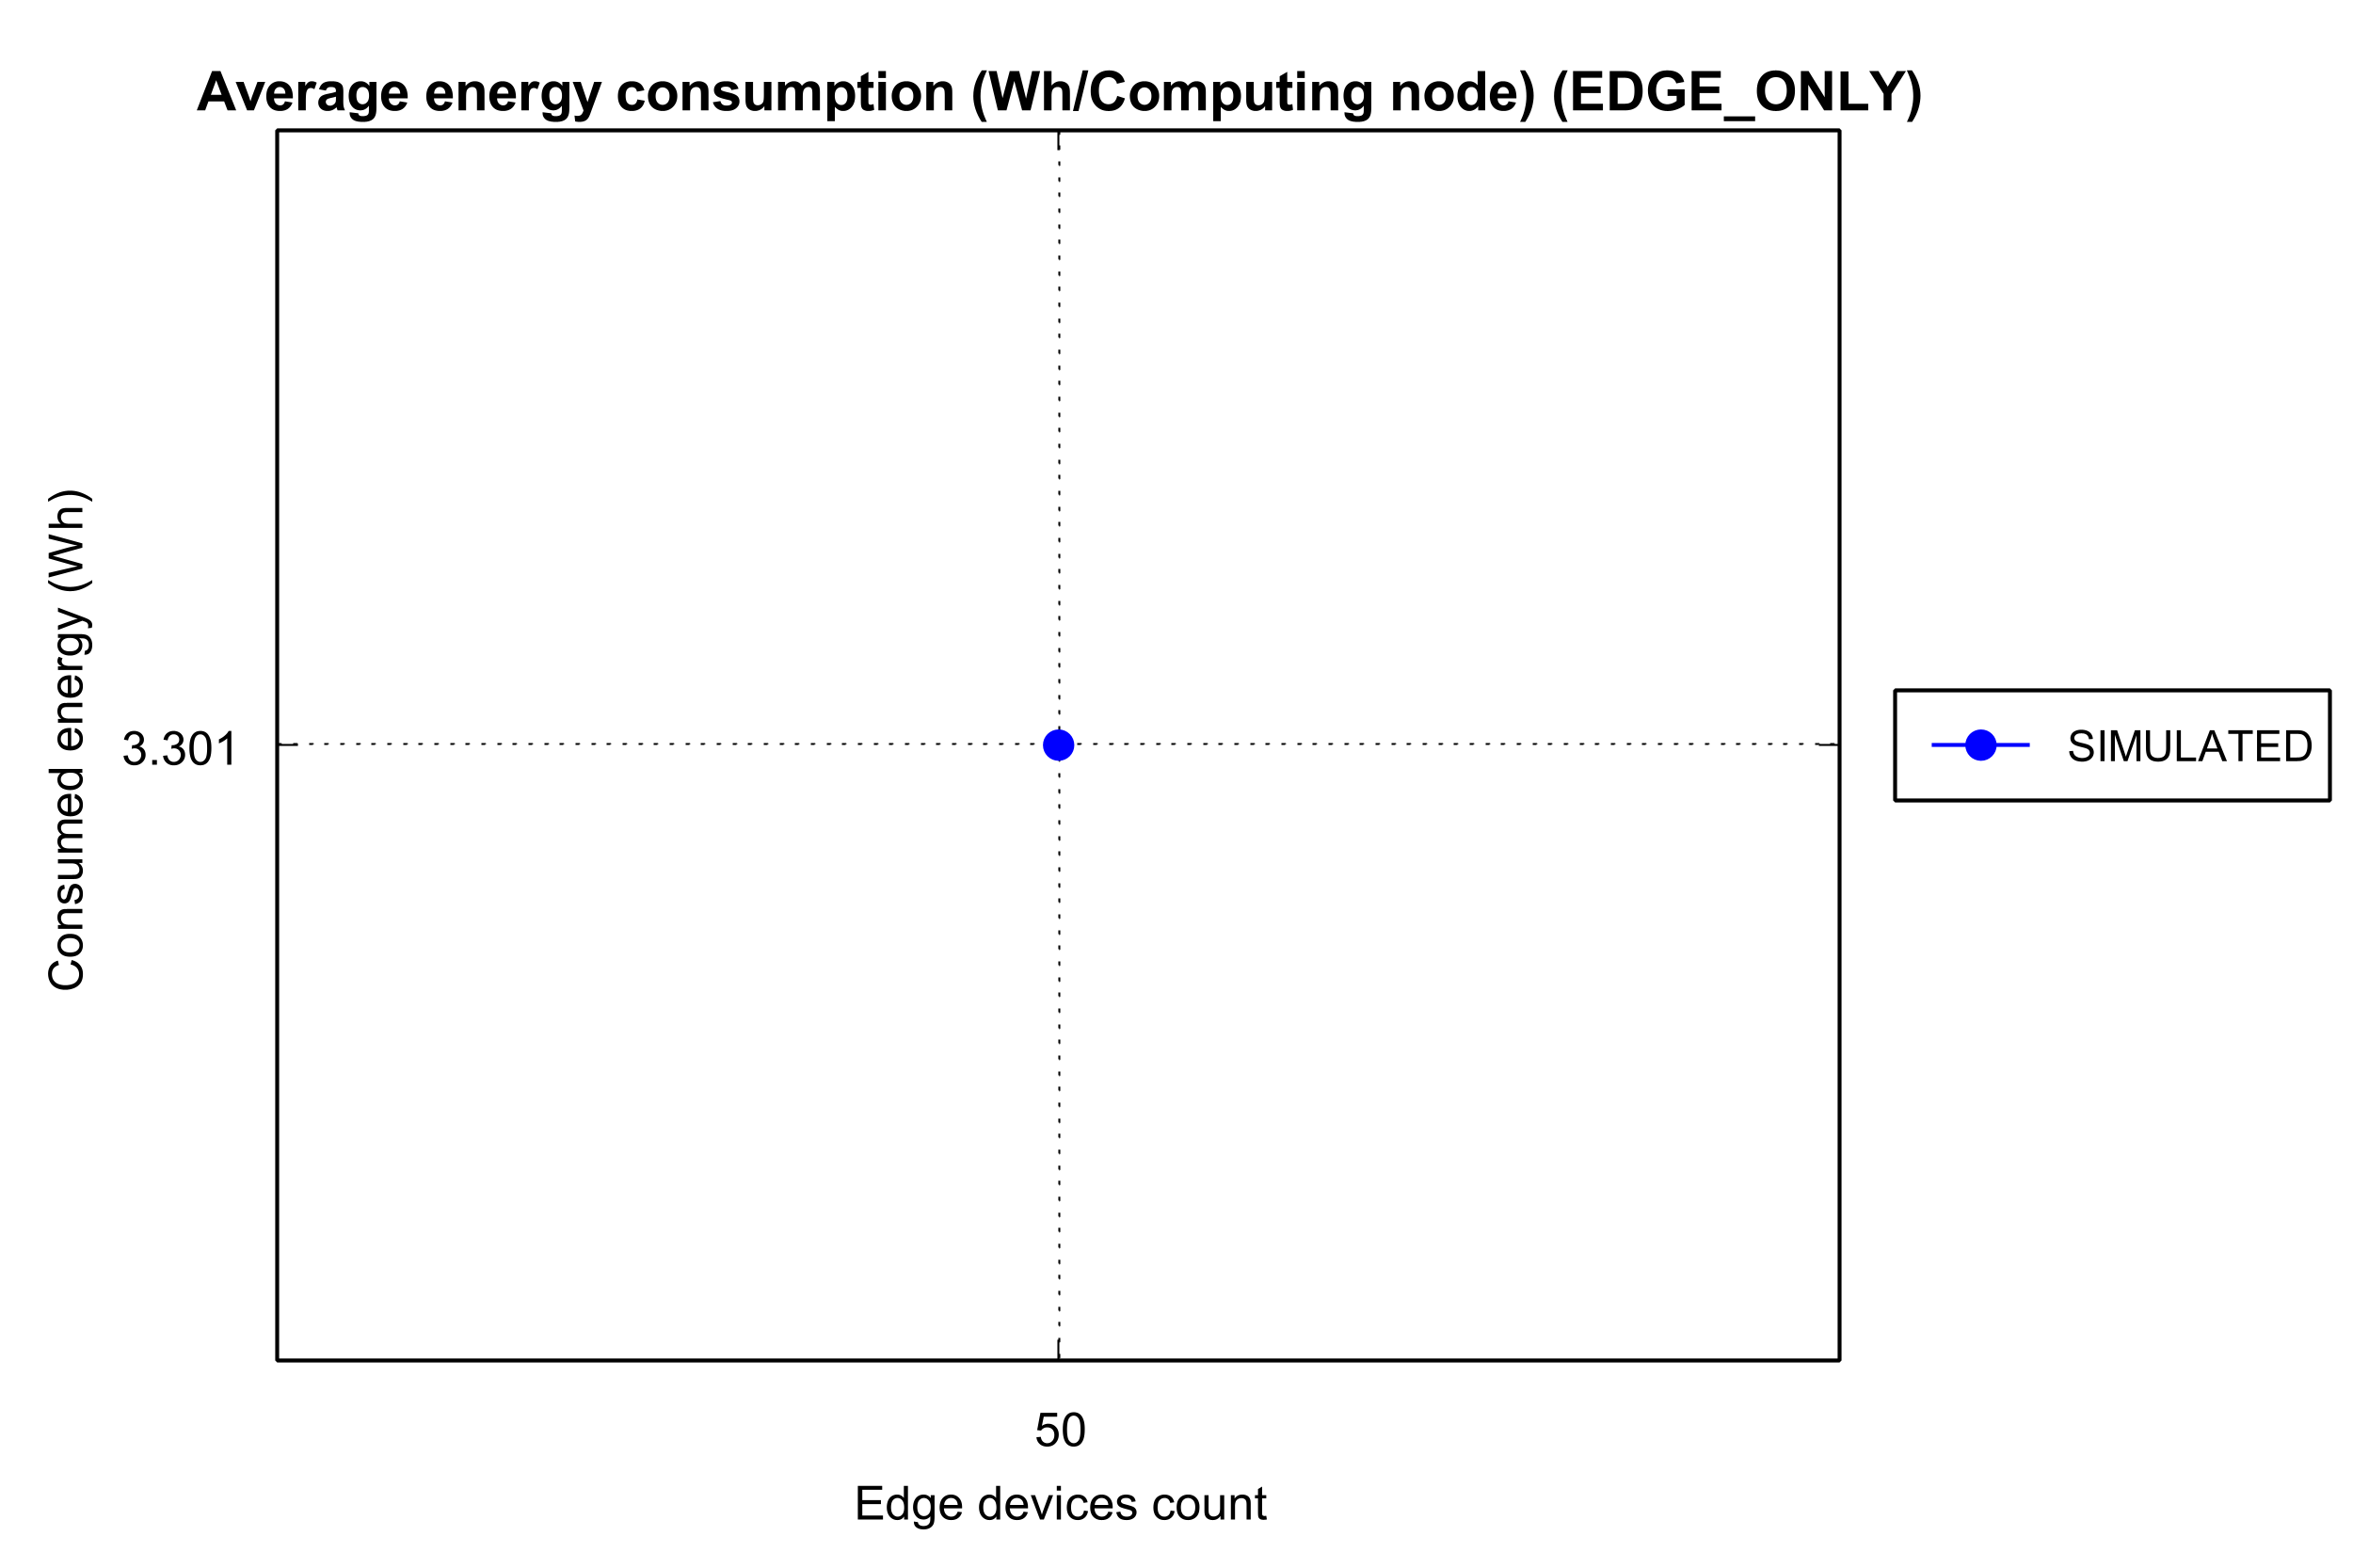 Average energy consumption (Wh/Computing node) (EDGE_ONLY)
Consumed energy (Wh)
3.301
SIMULATED
50
Edge devices count